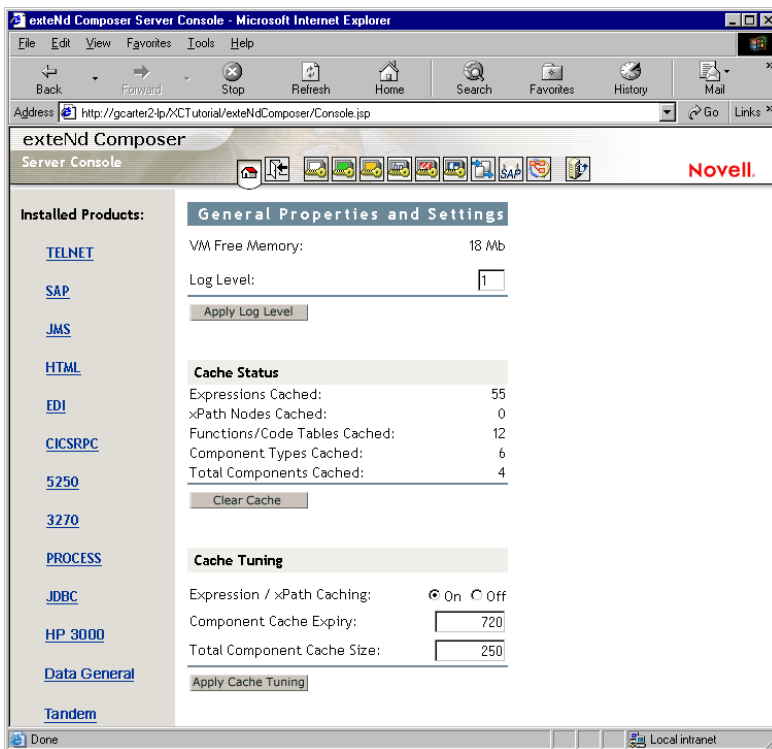 exteNd Composer Server Console - Microsoft Internet Explorer
File Edit View Favorites Tools Help
Back Forward Stop Refresh Home Search Favorites History Mail »
Address http://gcarter2-lp/XCTutorial/exteNdComposer/Console.jsp Go Links »
exteNd Composer
Server Console
SAP
Novell.
Installed Products:
TELNET
SAP
JMS
HTML
EDI
CICSRPC
5250
3270
PROCESS
JDBC
HP 3000
Data General
Tandem
General Properties and Settings
VM Free Memory: 18 Mb
Log Level: 1
Apply Log Level
Cache Status
Expressions Cached: 55
xPath Nodes Cached: 0
Functions/Code Tables Cached: 12
Component Types Cached: 6
Total Components Cached: 4
Clear Cache
Cache Tuning
Expression / xPath Caching: On Off
Component Cache Expiry: 720
Total Component Cache Size: 250
Apply Cache Tuning
Done Local intranet